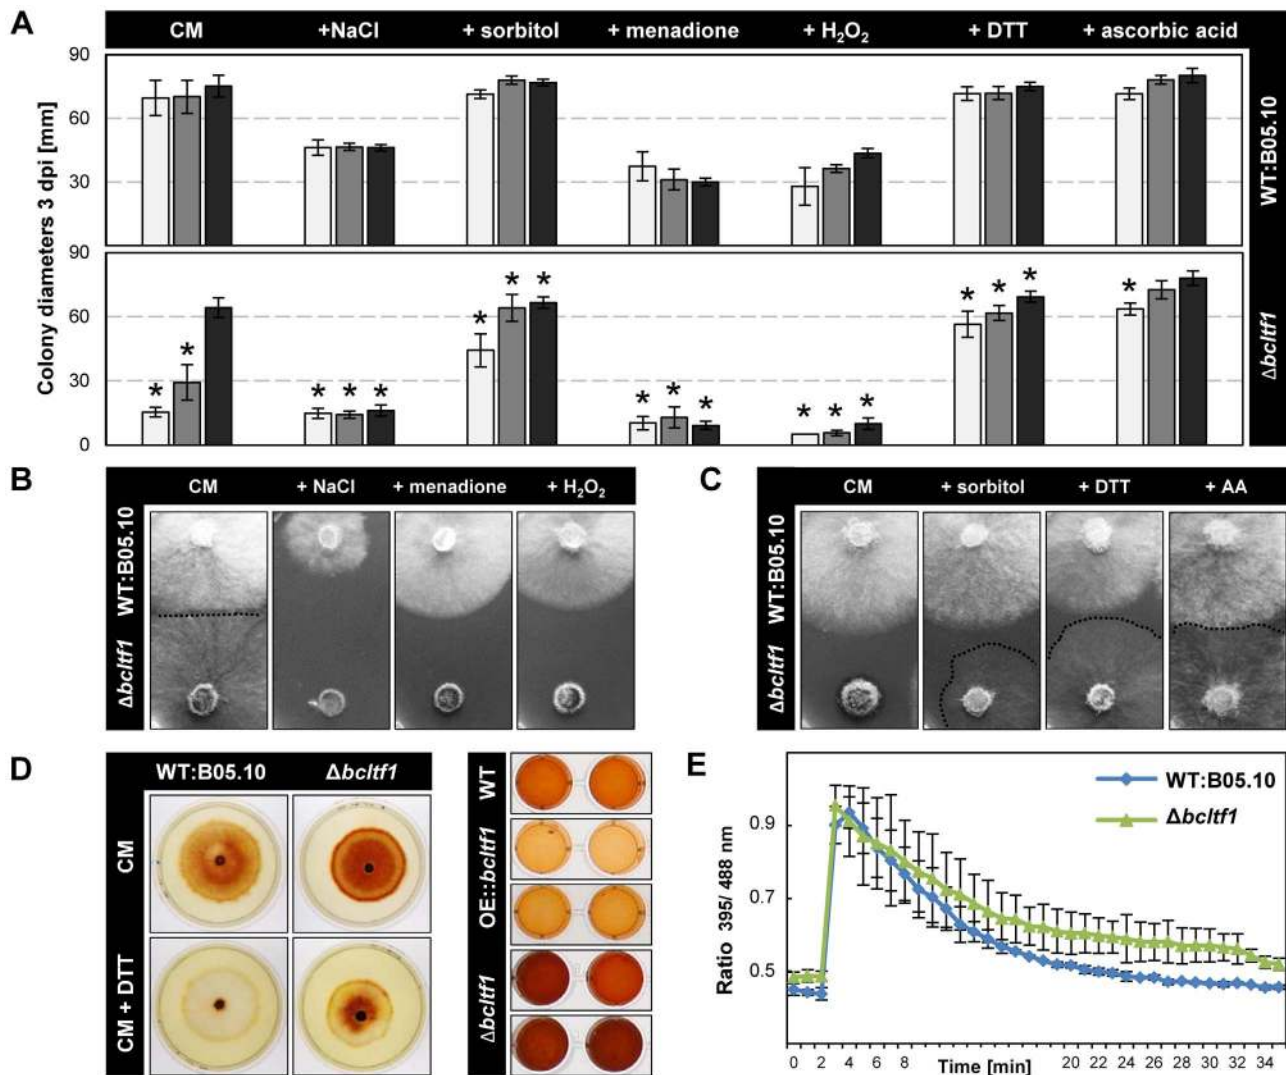 A
CM +NaCl + sorbitol + menadione + H₂O₂ + DTT + ascorbic acid
Colony diameters 3 dpi [mm]
90
60
30
WT:B05.10
90
60
30
0
* * * * * * * * * * * * * * * * * *
Δbcltf1
B
CM + NaCl + menadione + H₂O₂
WT:B05.10
Δbcltf1
C
CM + sorbitol + DTT + AA
WT:B05.10
Δbcltf1
D
WT:B05.10 Δbcltf1
CM
CM + DTT
WT
OE::bcltf1
Δbcltf1
E
WT:B05.10
Δbcltf1
Ratio 395/ 488 nm
0.9
0.7
0.5
0 2 4 6 8 20 22 24 26 28 30 32 34
Time [min]